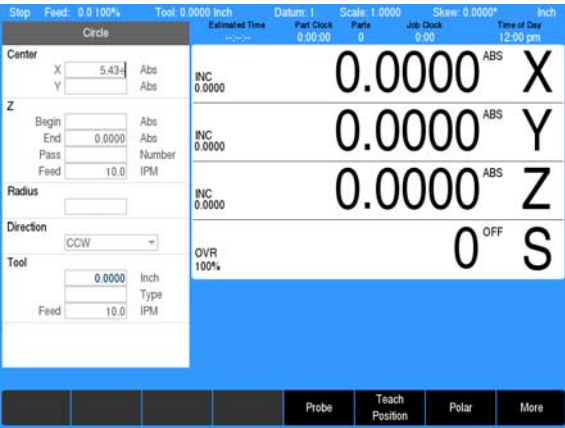 Stop Feed: 0.0 100% Tool: 0.0000 Inch Datum: 1 Scale: 1.0000 Skew: 0.0000* Inch
Circle
Estimated Time Part Clock Parts Job Clock Time of Day
--:--:-- 0:00:00 0 0:00 12:00 pm
Center
X 5.43÷ Abs
Y Abs
Z
Begin Abs
End 0.0000 Abs
Pass Number
Feed 10.0 IPM
Radius
Direction
CCW
Tool
0.0000 Inch
Type
Feed 10.0 IPM
INC
0.0000
0.0000 ABS X
INC
0.0000
0.0000 ABS Y
INC
0.0000
0.0000 ABS Z
OVR
100%
0 OFF S
Probe
Teach
Position
Polar
More